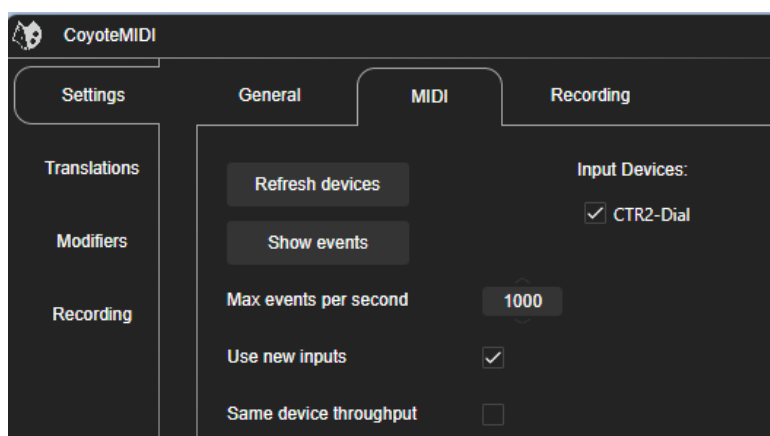 CoyoteMIDI
Settings
General
MIDI
Recording
Translations
Modifiers
Recording
Refresh devices
Show events
Max events per second
1000
Use new inputs
Same device throughput
Input Devices:
CTR2-Dial